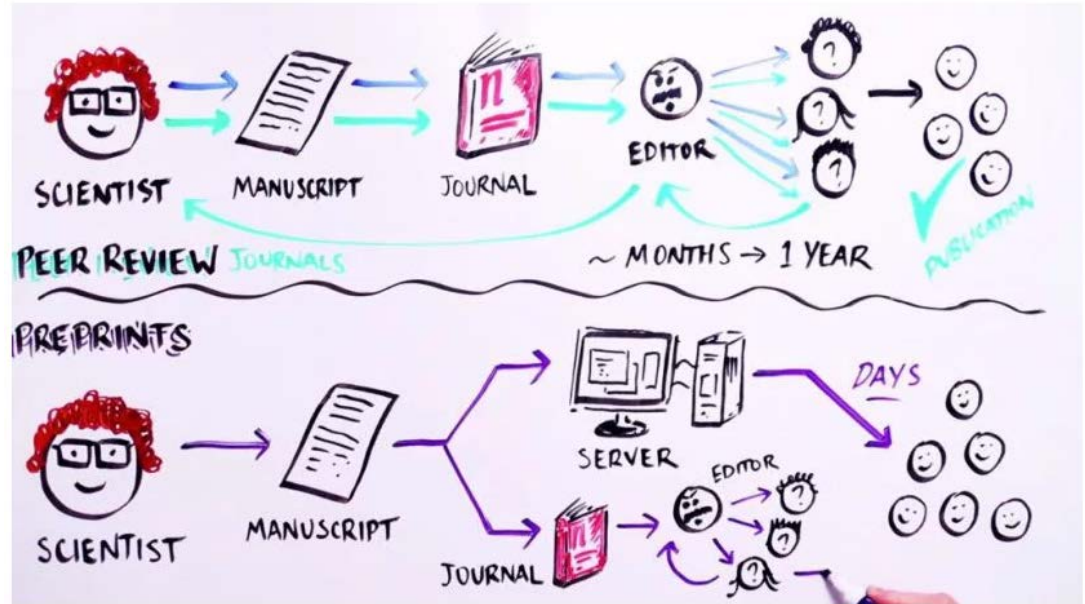 n
SCIENTIST
MANUSCRIPT
JOURNAL
EDITOR
? ? ?
PUBLICATION
PEER REVIEW JOURNALS
~ MONTHS → 1 YEAR
PREPRINTS
SCIENTIST
MANUSCRIPT
SERVER
DAYS
EDITOR
n
JOURNAL
? ? ?